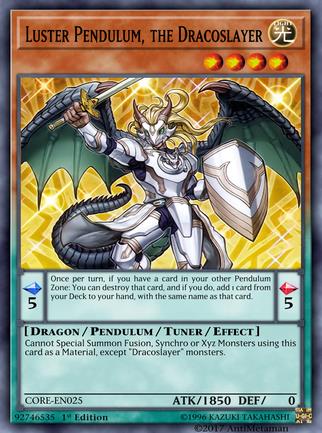 Luster Pendulum, the Dracoslayer
LIGHT
光
Once per turn, if you have a card in your other Pendulum
Zone: You can destroy that card, and if you do, add 1 card from
your Deck to your hand, with the same name as that card.
5
5
[ Dragon / Pendulum / Tuner / Effect ]
Cannot Special Summon Fusion, Synchro or Xyz Monsters using this
card as a Material, except "Dracoslayer" monsters.
CORE-EN025
ATK/1850 DEF/ 0
92746535 1st Edition
©1996 KAZUKI TAKAHASHI
©2017 AntiMetaman